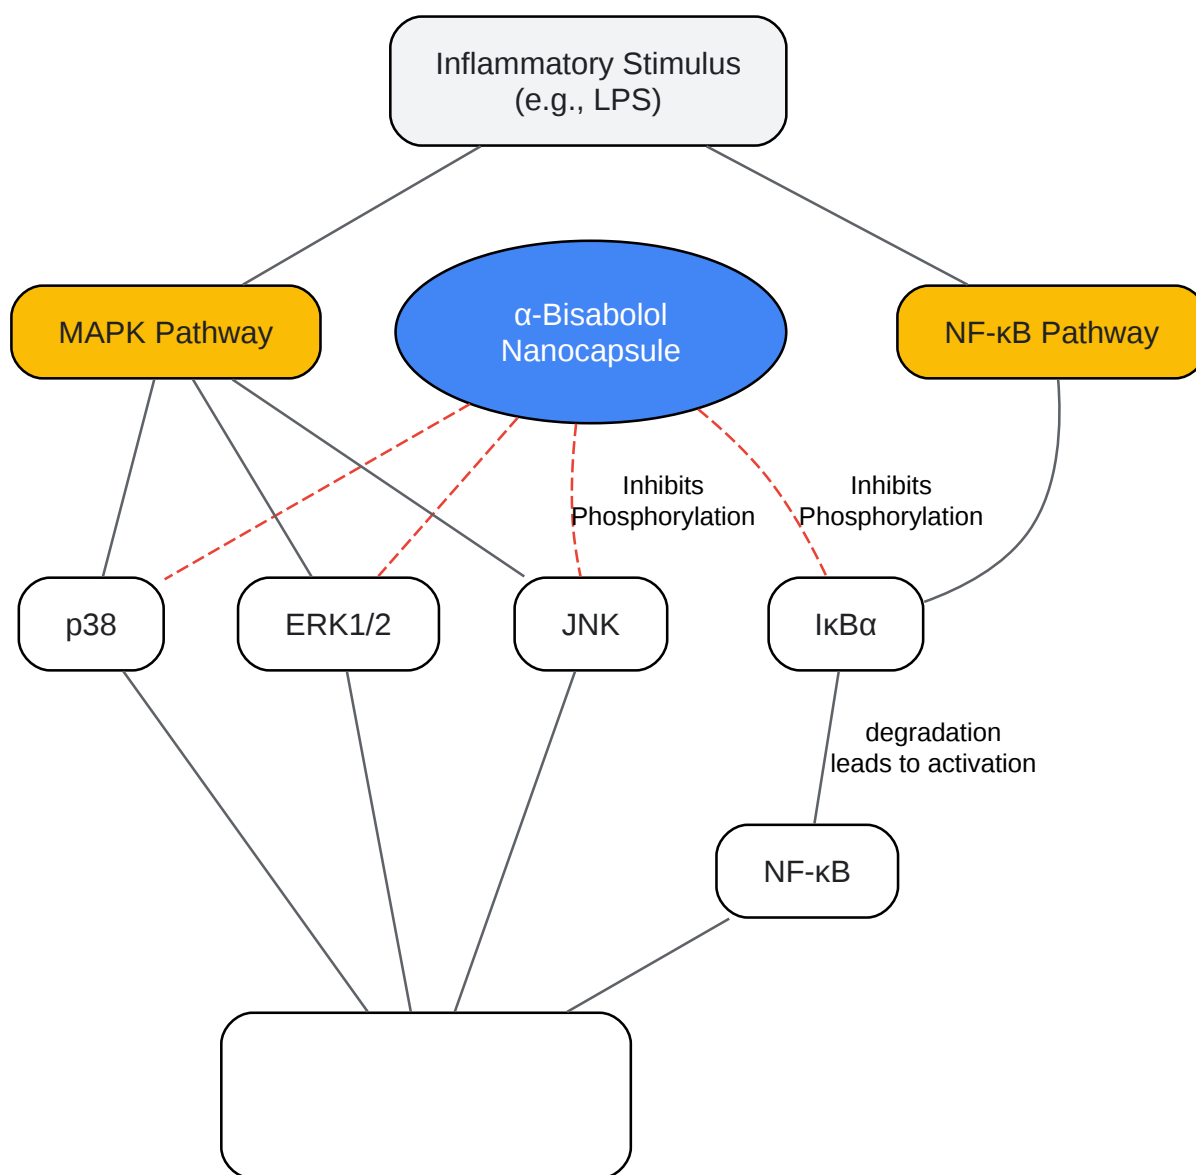 Inflammatory Stimulus
(e.g., LPS)
α-Bisabolol
Nanocapsule
MAPK Pathway
NF-κB Pathway
Inhibits
Phosphorylation
Inhibits
Phosphorylation
p38
ERK1/2
JNK
IκBα
degradation
leads to activation
NF-κB